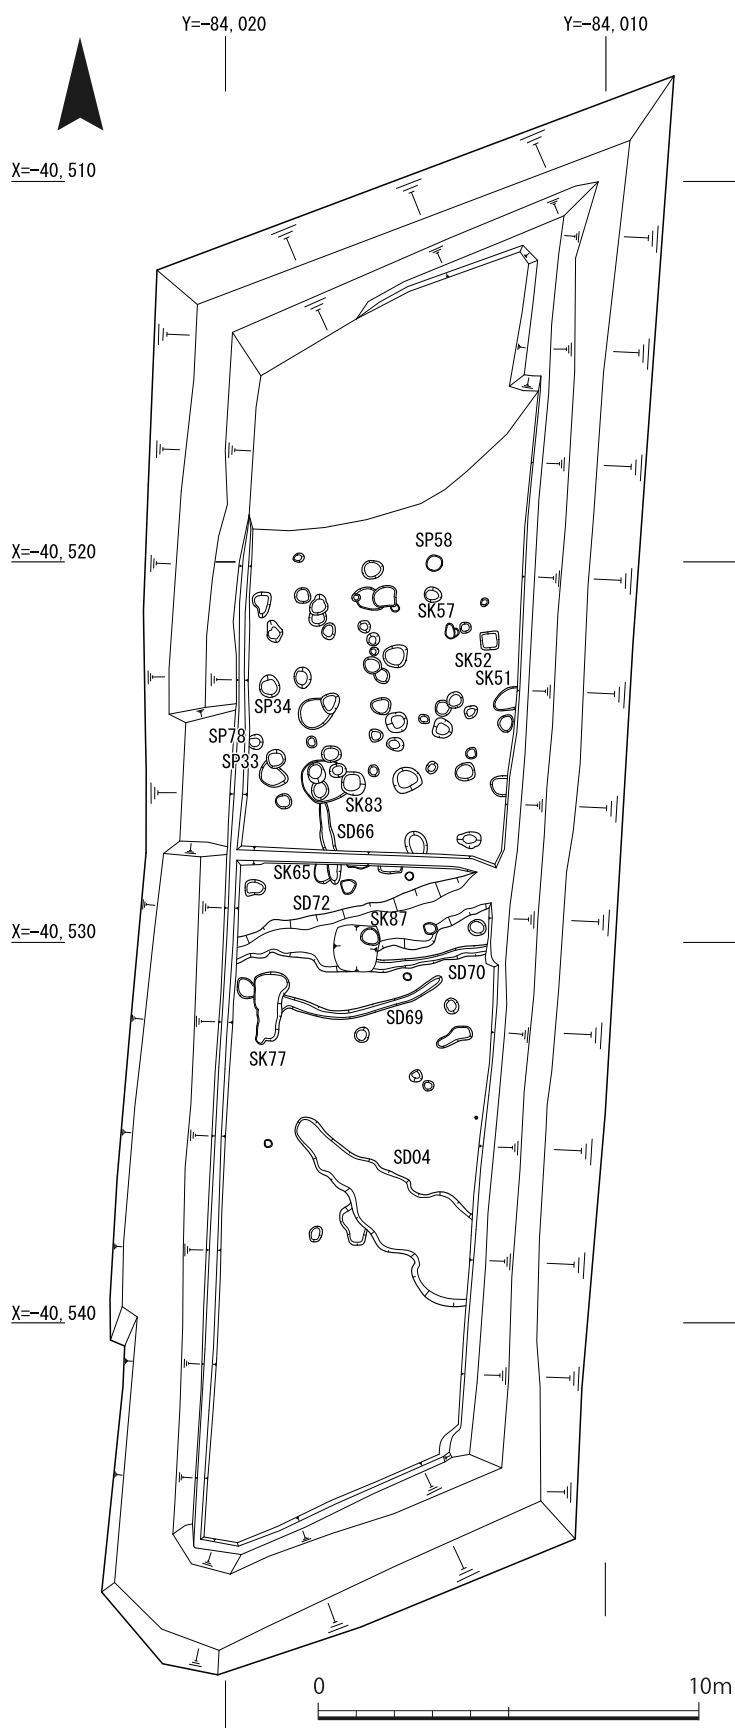 Y=-84,020
Y=-84,010
X=-40,510
X=-40,520
SP58
SK57
SK52
SK51
SP34
SP78
SP33
SK83
SD66
SK65
SD72
SK87
X=-40,530
SD70
SD69
SK77
SD04
X=-40,540
0
10m